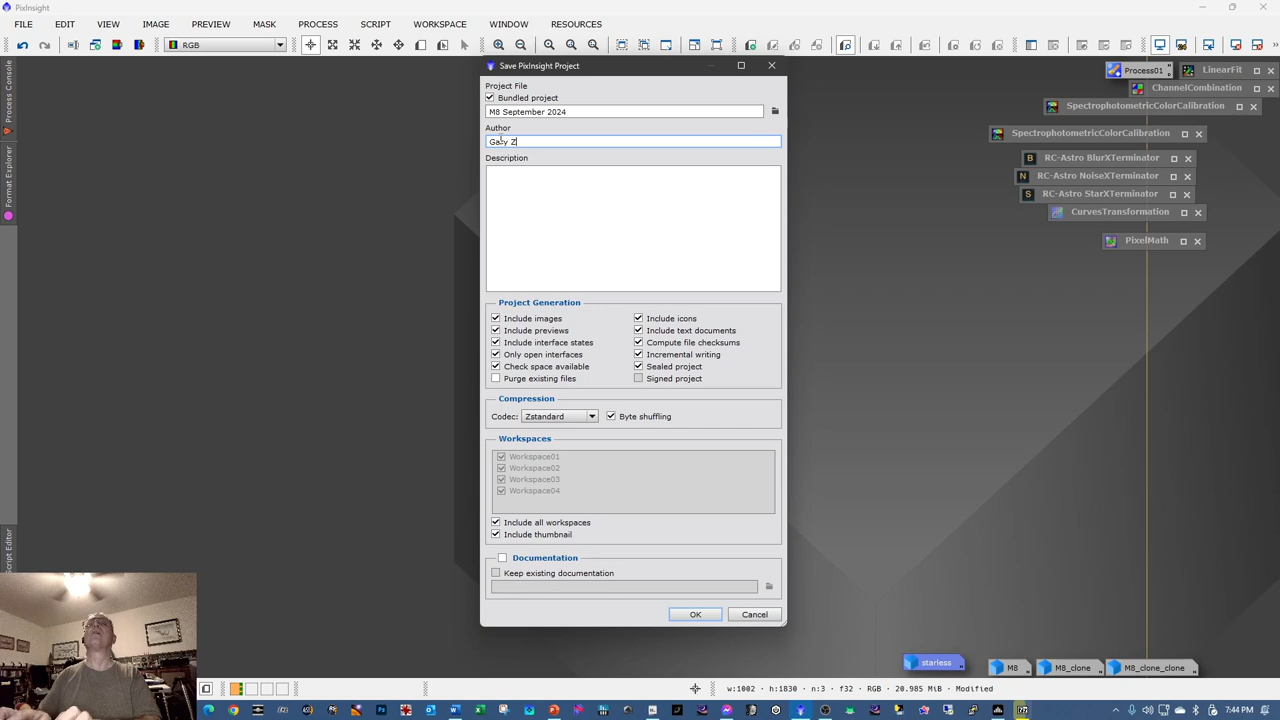 PixInsight
FILE EDIT VIEW IMAGE PREVIEW MASK PROCESS SCRIPT WORKSPACE WINDOW RESOURCES
RGB
Save PixInsight Project
Project File
Bundled project
M8 September 2024
Author
Gary Z
Description
Project Generation
Include images Include icons
Include previews Include text documents
Include interface states Compute file checksums
Only open interfaces Incremental writing
Check space available Sealed project
Purge existing files Signed project
Compression
Codec: Zstandard Byte shuffling
Workspaces
Workspace01
Workspace02
Workspace03
Workspace04
Include all workspaces
Include thumbnail
Documentation
Keep existing documentation
OK Cancel
Process Console
Format Explorer
Script Editor
Process01 LinearFit
ChannelCombination
SpectrophotometricColorCalibration
SpectrophotometricColorCalibration
B RC-Astro BlurXTerminator
N RC-Astro NoiseXTerminator
S RC-Astro StarXTerminator
CurvesTransformation
PixelMath
starless M8 M8_clone M8_clone_clone
w:1002 · h:1830 · n:3 · f32 · RGB · 20.985 MiB · Modified
7:44 PM